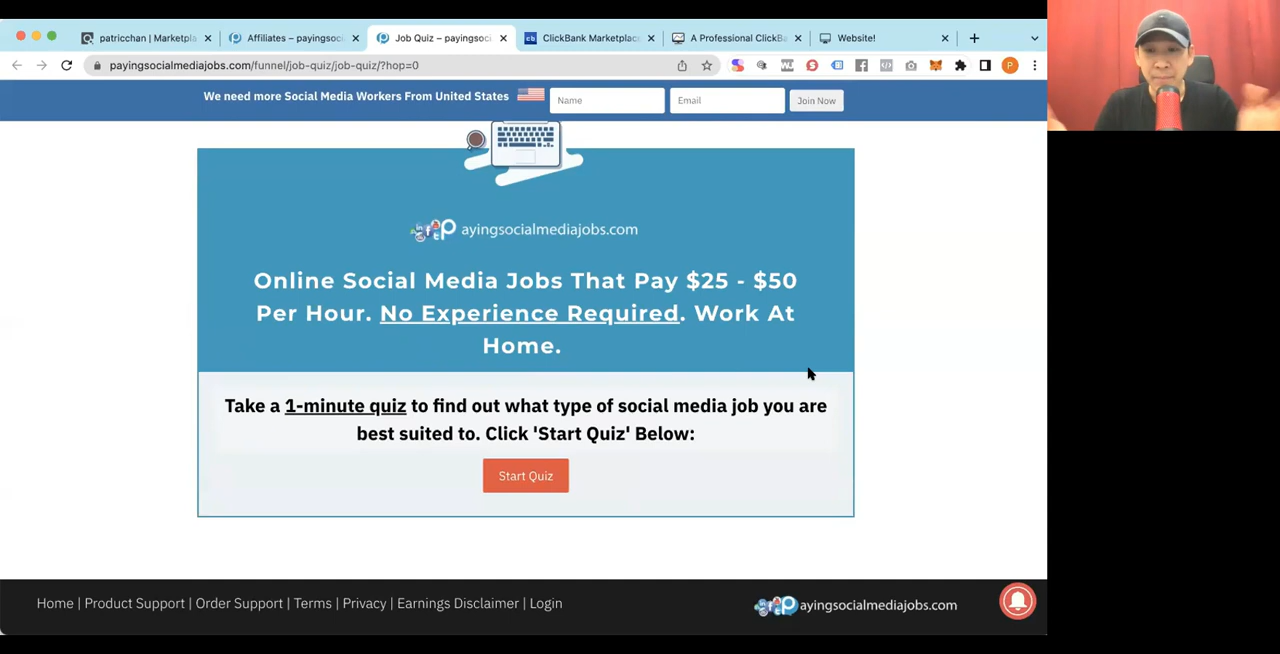 patricchan | Marketpla
Affiliates – payingsoci
Job Quiz – payingsoci
ClickBank Marketplac
A Professional ClickBa
Website!
payingsocialmediajobs.com/funnel/job-quiz/job-quiz/?hop=0
P
We need more Social Media Workers From United States
Name
Email
Join Now
ayingsocialmediajobs.com
Online Social Media Jobs That Pay $25 - $50
Per Hour. No Experience Required. Work At
Home.
Take a 1-minute quiz to find out what type of social media job you are
best suited to. Click 'Start Quiz' Below:
Start Quiz
Home | Product Support | Order Support | Terms | Privacy | Earnings Disclaimer | Login
ayingsocialmediajobs.com